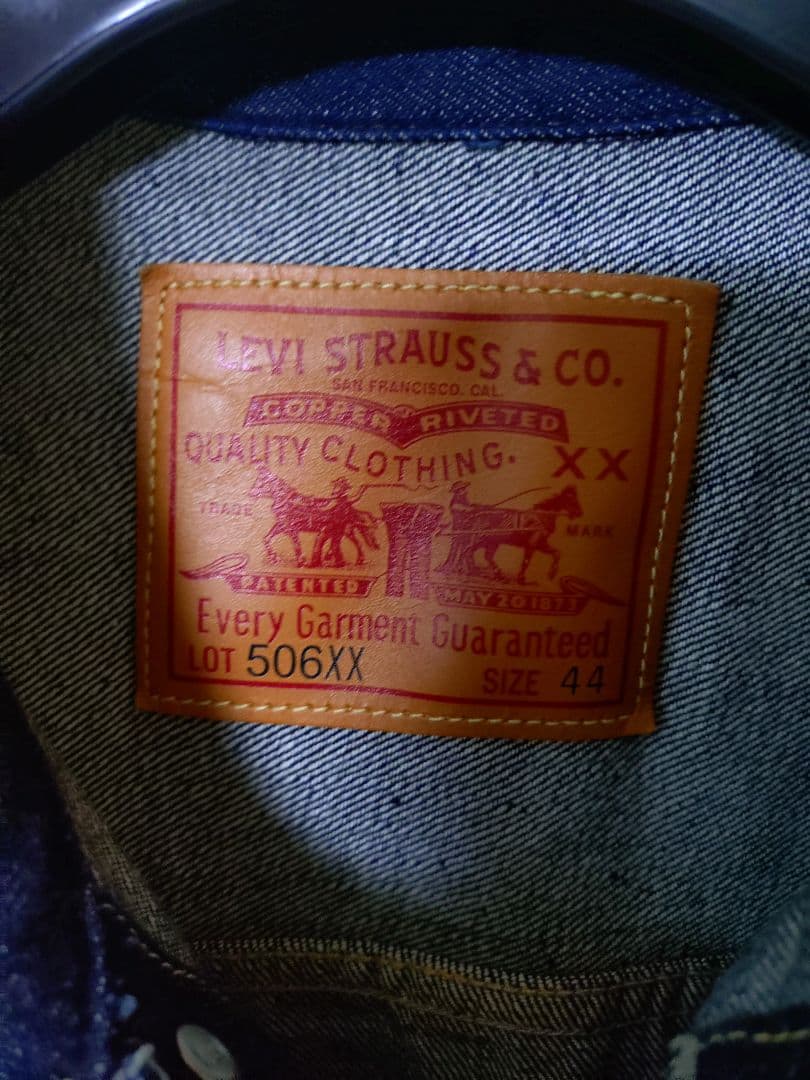 LEVI STRAUSS & CO.
SAN FRANCISCO. CAL.
COPPER RIVETED
QUALITY CLOTHING. XX
TRADE MARK
PATENTED MAY 20 1873
Every Garment Guaranteed
LOT 506XX SIZE 44